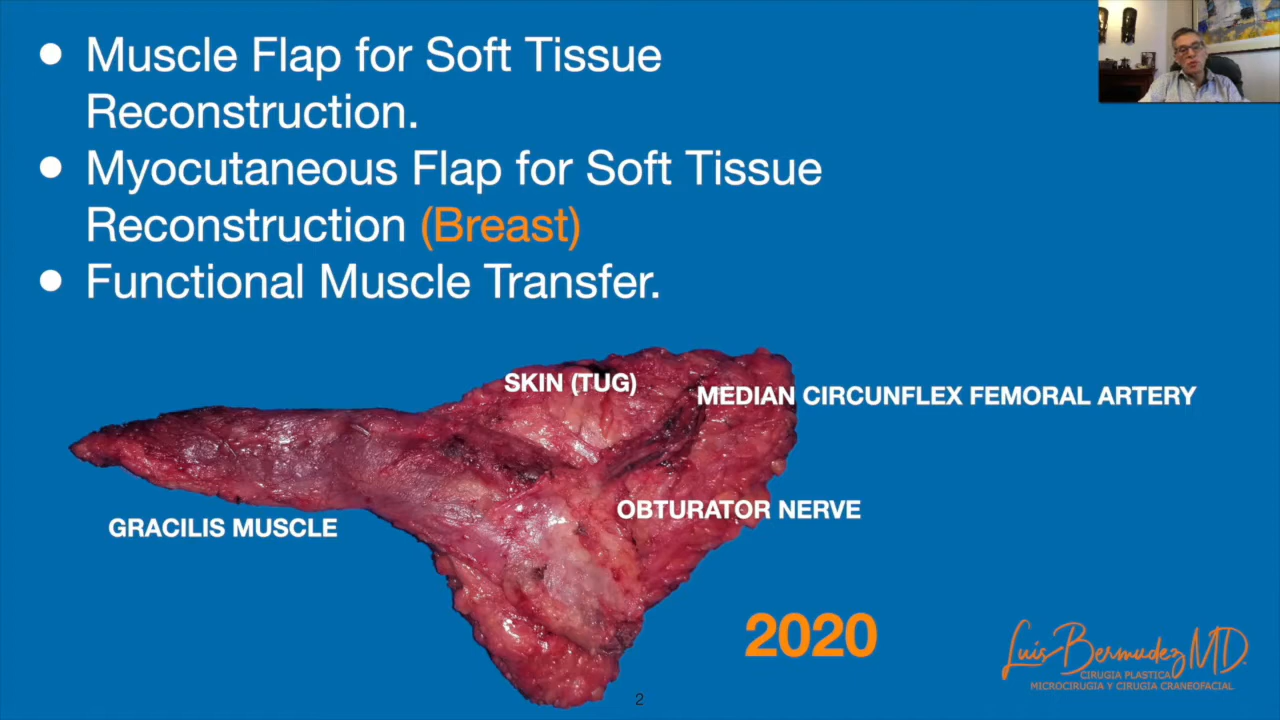 • Muscle Flap for Soft Tissue
Reconstruction.
• Myocutaneous Flap for Soft Tissue
Reconstruction (Breast)
• Functional Muscle Transfer.
SKIN (TUG)
MEDIAN CIRCUNFLEX FEMORAL ARTERY
OBTURATOR NERVE
GRACILIS MUSCLE
2020
Luis Bermudez MD.
CIRUGIA PLASTICA
MICROCIRUGIA Y CIRUGIA CRANEOFACIAL
2